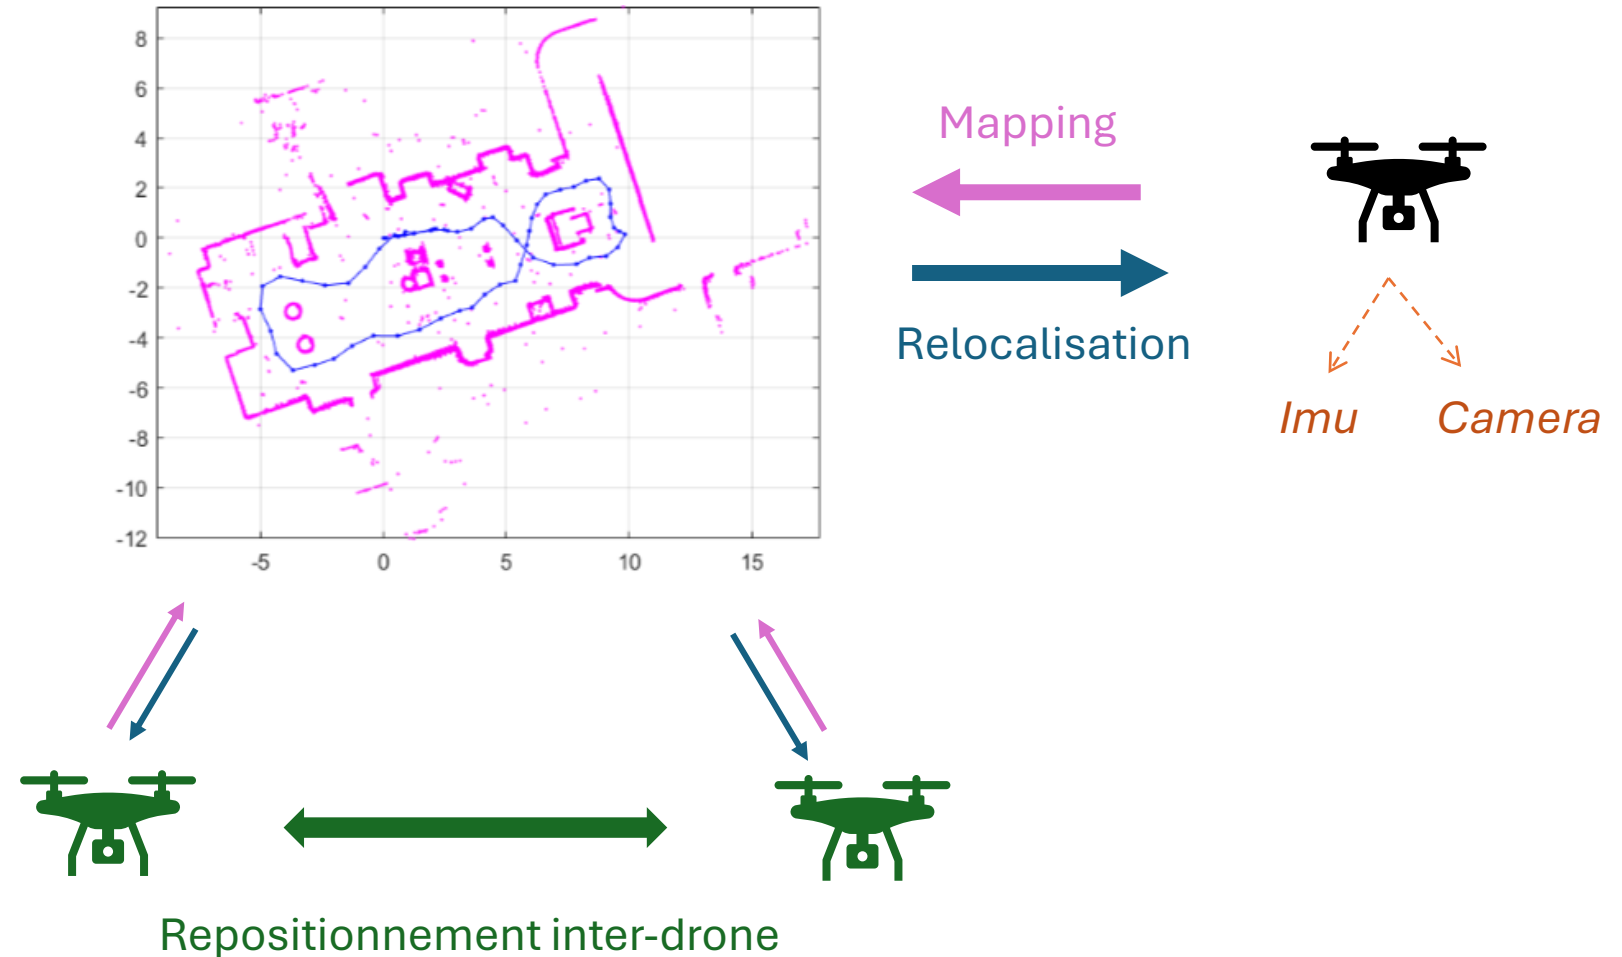 8
6
4
2
0
-2
-4
-6
-8
-10
-12
-5 0 5 10 15
Mapping
Relocalisation
Imu Camera
Repositionnement inter-drone